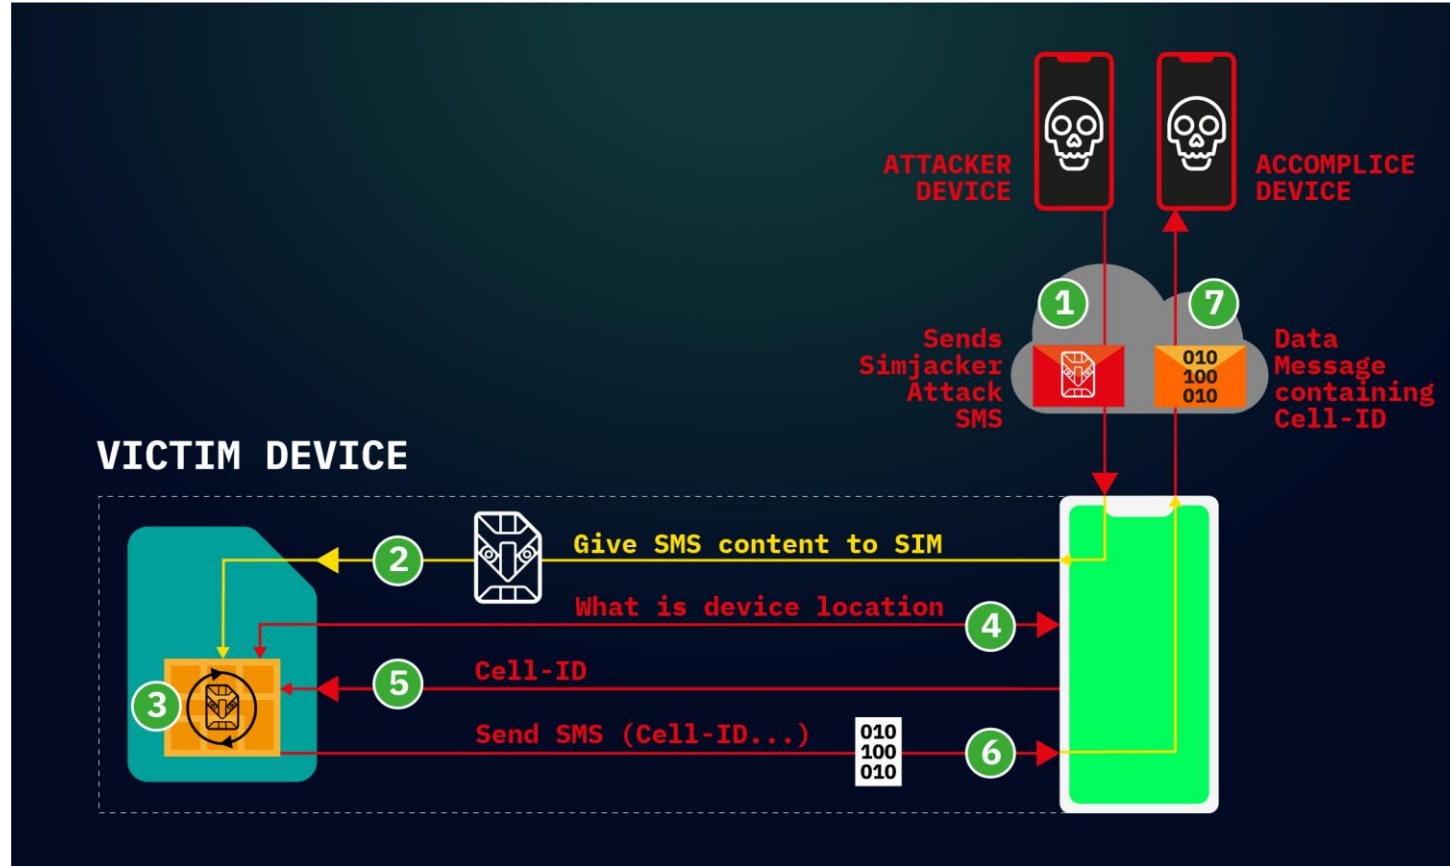 ATTACKER
DEVICE
ACCOMPLICE
DEVICE
1
7
Sends
Simjacker
Attack
SMS
010
100
010
Data
Message
containing
Cell-ID
VICTIM DEVICE
2
Give SMS content to SIM
What is device location
4
Cell-ID
5
3
Send SMS (Cell-ID...)
010
100
010
6